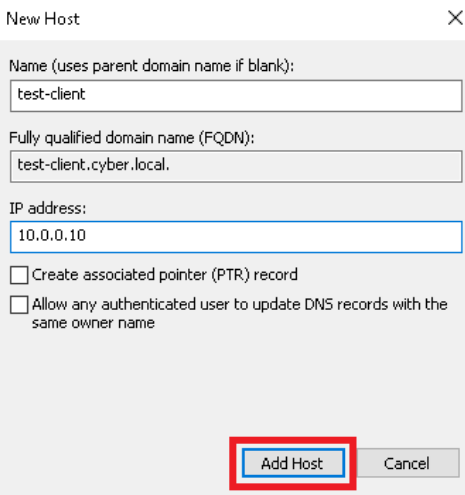 New Host
Name (uses parent domain name if blank):
test-client
Fully qualified domain name (FQDN):
test-client.cyber.local.
IP address:
10.0.0.10
Create associated pointer (PTR) record
Allow any authenticated user to update DNS records with the
same owner name
Add Host
Cancel